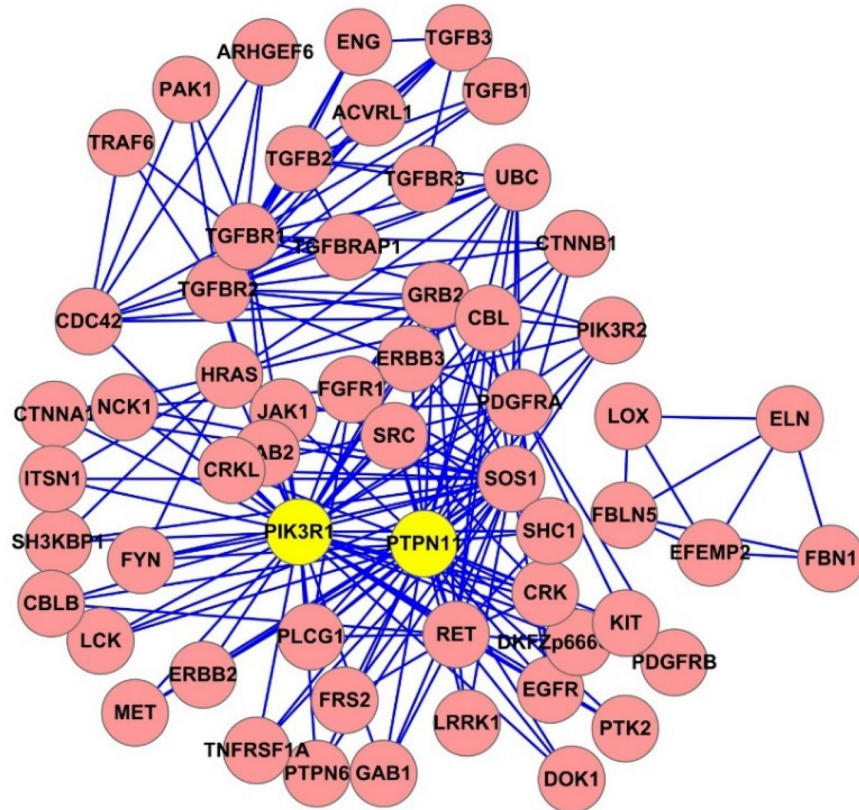 ENG
TGFB3
ARHGEF6
PAK1
TGFB1
ACVRL1
TRAF6
TGFB2
TGFBR3
UBC
TGFBR1
TGFBRAP1
CTNNB1
TGFBR2
GRB2
CDC42
CBL
PIK3R2
ERBB3
HRAS
FGFR1
PDGFRA
CTNNA1
NCK1
JAK1
LOX
ELN
SRC
AB2
CRKL
ITSN1
SOS1
FBLN5
PIK3R1
PTPN11
SHC1
SH3KBP1
FYN
EFEMP2
FBN1
CBLB
CRK
LCK
PLCG1
RET
KIT
DKFZp666
PDGFRB
ERBB2
EGFR
MET
FRS2
LRRK1
PTK2
TNFRSF1A
PTPN6
GAB1
DOK1